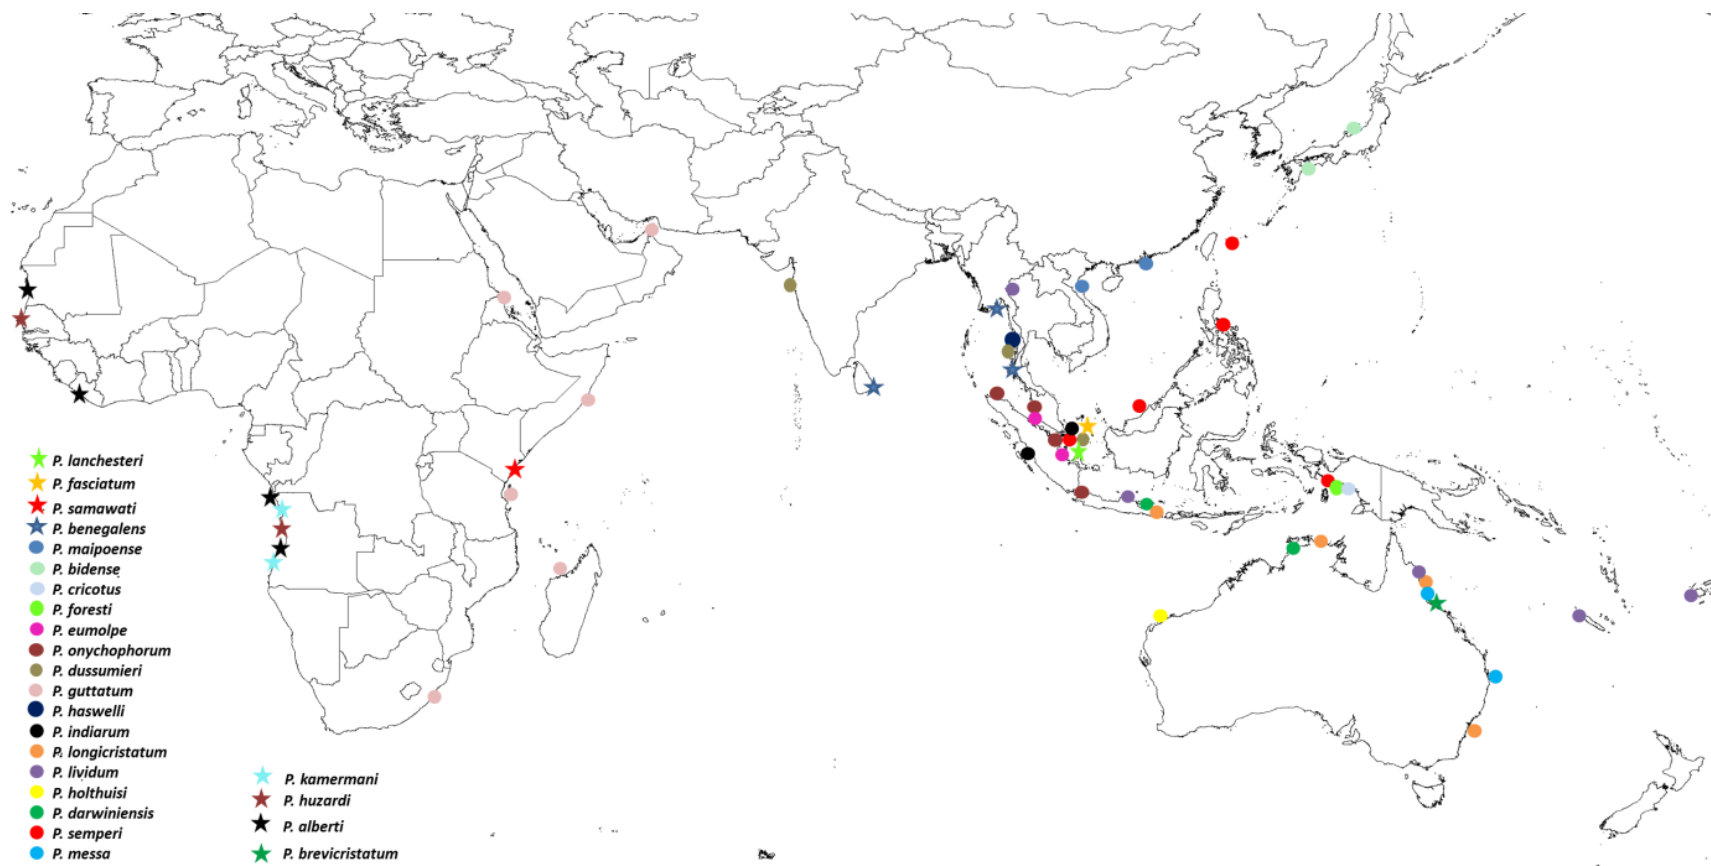 P. lanchesteri
P. fasciatum
P. samawati
P. benegalens
P. maipoense
P. bidense
P. cricotus
P. foresti
P. eumolpe
P. onychophorum
P. dussumieri
P. guttatum
P. haswelli
P. indiarum
P. longicristatum
P. lividum
P. holthuisi
P. darwiniensis
P. semperi
P. messa
P. kamermani
P. huzardi
P. alberti
P. brevicristatum